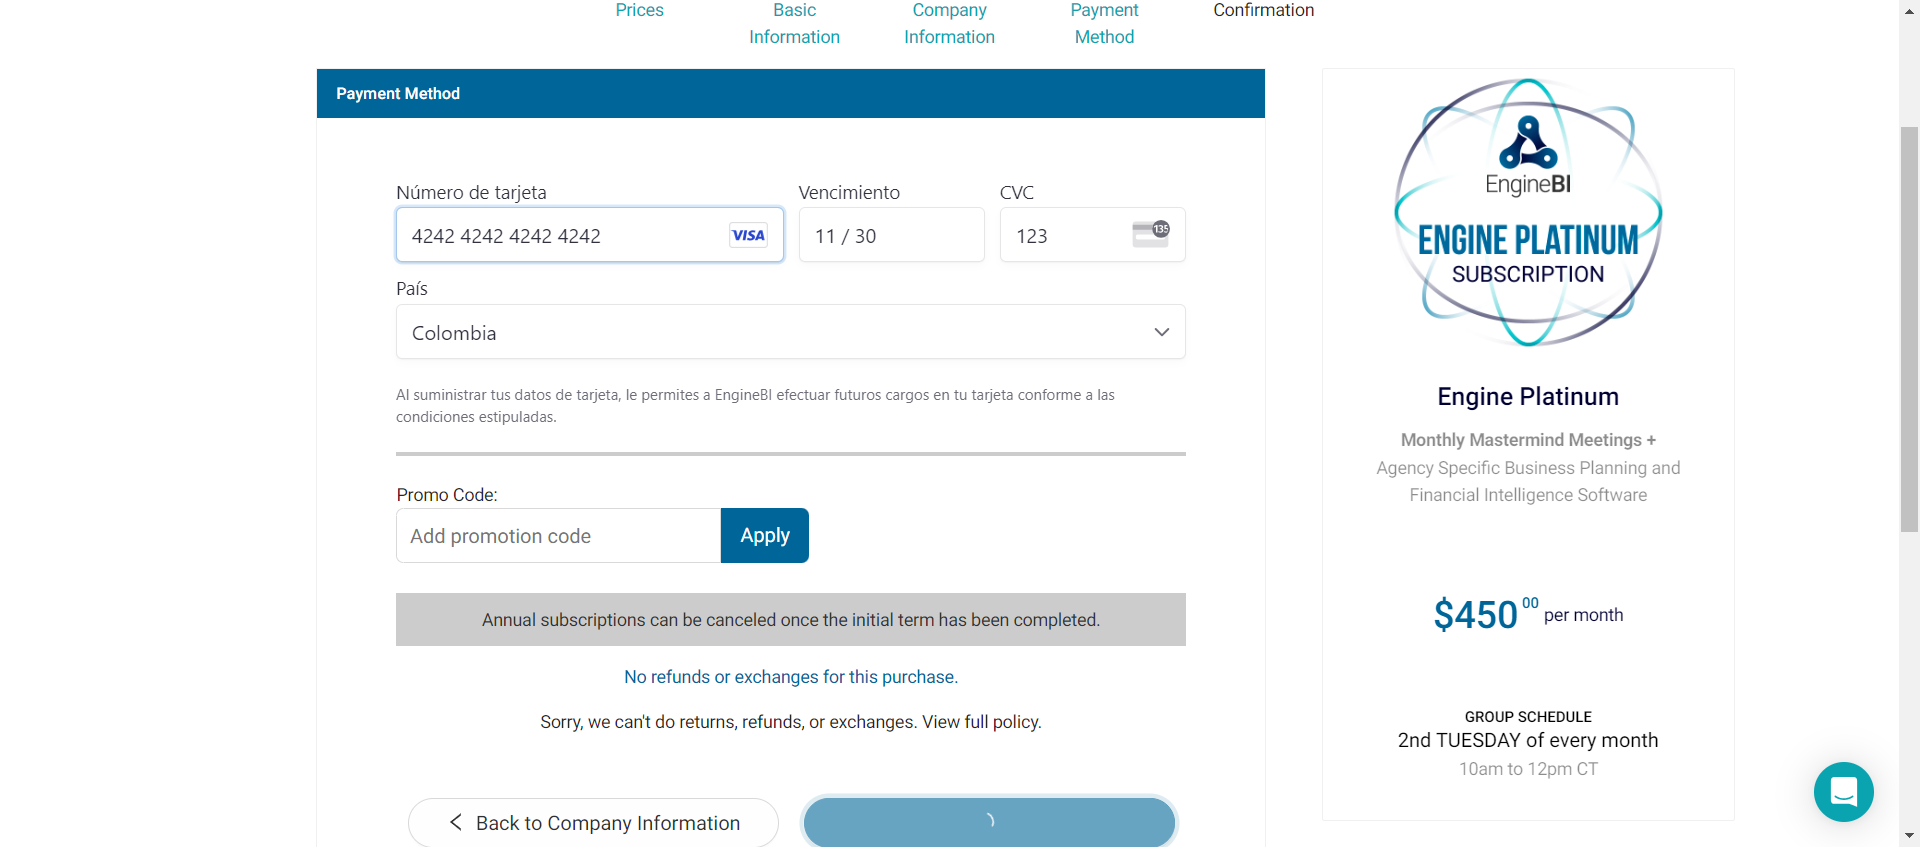 Prices
Basic
Information
Company
Information
Payment
Method
Confirmation
Payment Method
Número de tarjeta
4242 4242 4242 4242
VISA
Vencimiento
11 / 30
CVC
123
135
País
Colombia
Al suministrar tus datos de tarjeta, le permites a EngineBI efectuar futuros cargos en tu tarjeta conforme a las
condiciones estipuladas.
Promo Code:
Add promotion code
Apply
Annual subscriptions can be canceled once the initial term has been completed.
No refunds or exchanges for this purchase.
Sorry, we can't do returns, refunds, or exchanges. View full policy.
Back to Company Information
EngineBI
ENGINE PLATINUM
SUBSCRIPTION
Engine Platinum
Monthly Mastermind Meetings +
Agency Specific Business Planning and
Financial Intelligence Software
$450 00 per month
GROUP SCHEDULE
2nd TUESDAY of every month
10am to 12pm CT